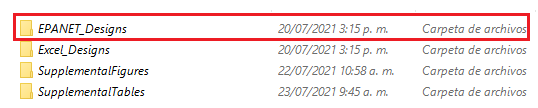 EPANET_Designs 20/07/2021 3:15 p. m. Carpeta de archivos
Excel_Designs 20/07/2021 3:15 p. m. Carpeta de archivos
SupplementalFigures 22/07/2021 10:58 a. m. Carpeta de archivos
SupplementalTables 23/07/2021 9:45 a. m. Carpeta de archivos